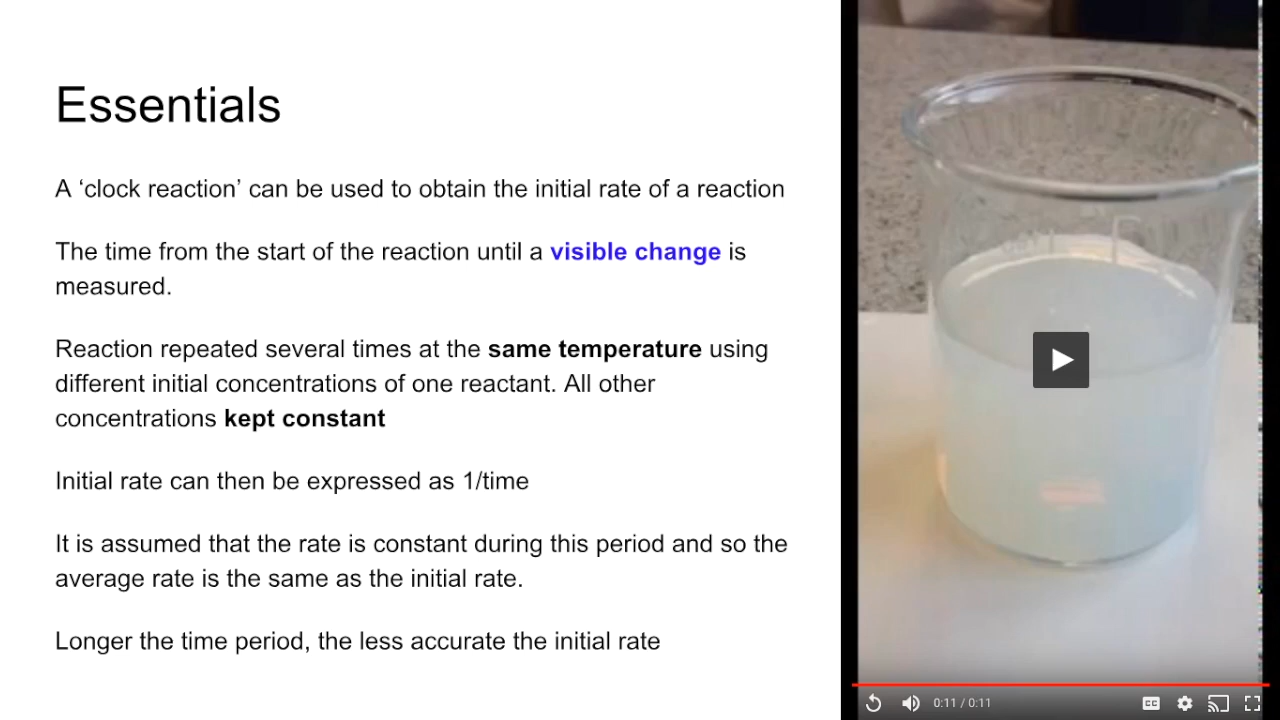 Essentials
A ‘clock reaction’ can be used to obtain the initial rate of a reaction
The time from the start of the reaction until a visible change is
measured.
Reaction repeated several times at the same temperature using
different initial concentrations of one reactant. All other
concentrations kept constant
Initial rate can then be expressed as 1/time
It is assumed that the rate is constant during this period and so the
average rate is the same as the initial rate.
Longer the time period, the less accurate the initial rate
0:11 / 0:11
CC